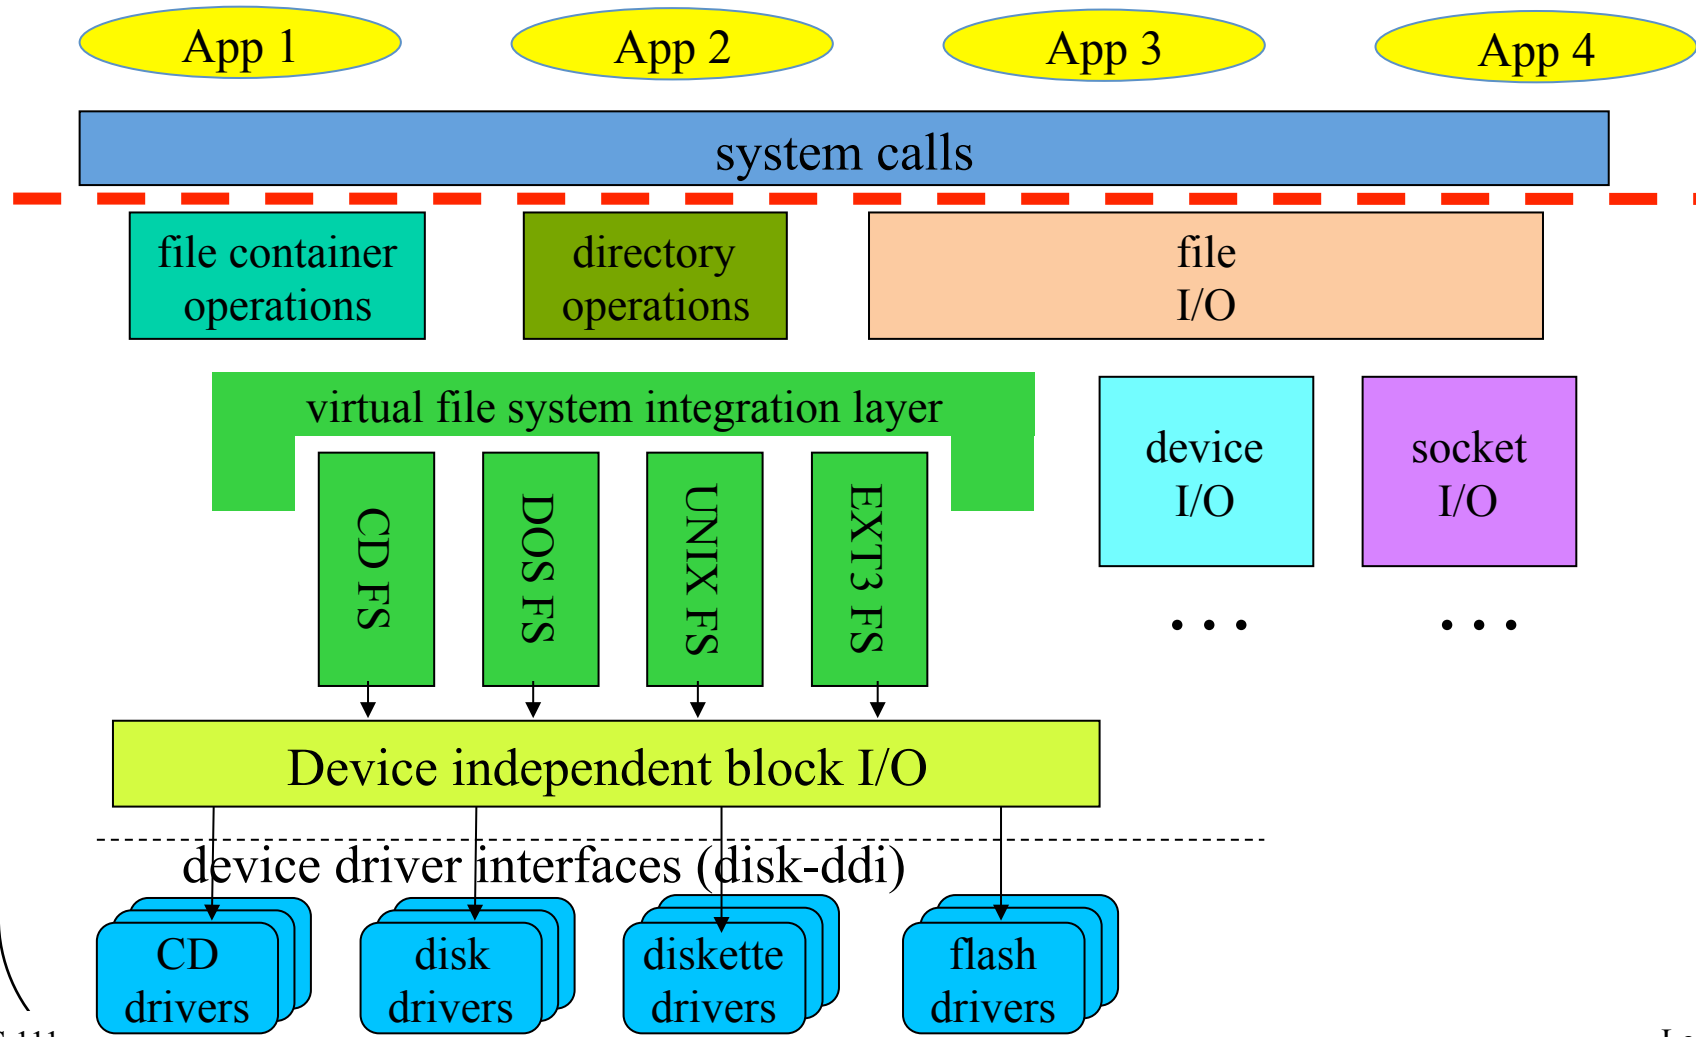 App 1
App 2
App 3
App 4
system calls
file container
operations
directory
operations
file
I/O
virtual file system integration layer
device
I/O
socket
I/O
CD FS
DOS FS
UNIX FS
EXT3 FS
. . .
. . .
Device independent block I/O
device driver interfaces (disk-ddi)
CD
drivers
disk
drivers
diskette
drivers
flash
drivers
111